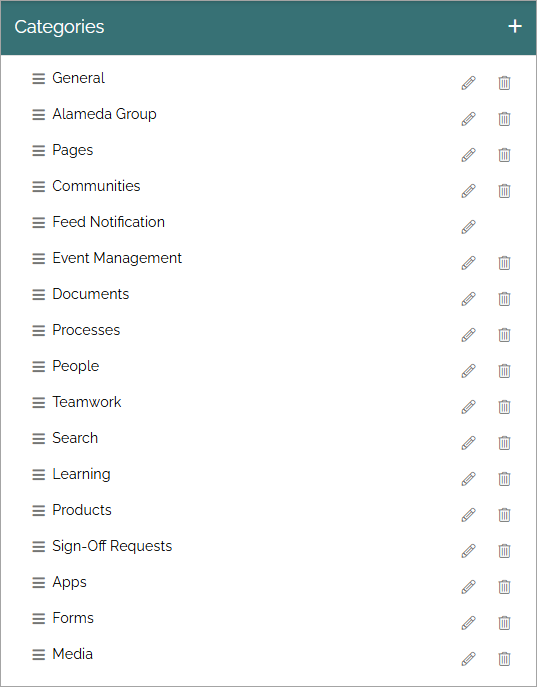 Categories
General
Alameda Group
Pages
Communities
Feed Notification
Event Management
Documents
Processes
People
Teamwork
Search
Learning
Products
Sign-Off Requests
Apps
Forms
Media